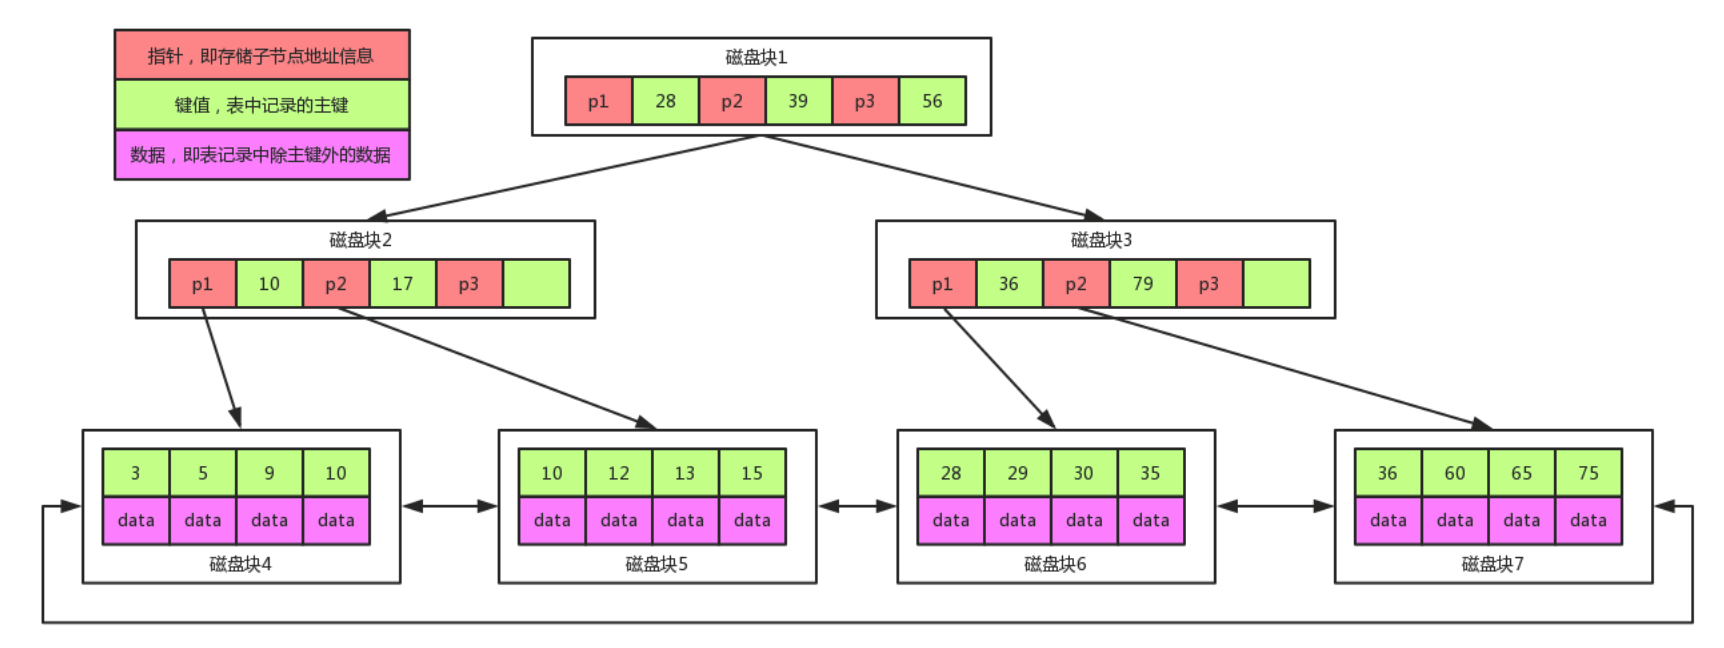 指针，即存储子节点地址信息
键值，表中记录的主键
数据，即表记录中除主键外的数据
磁盘块1
p1 28 p2 39 p3 56
磁盘块2
p1 10 p2 17 p3
磁盘块3
p1 36 p2 79 p3
3 5 9 10
data data data data
磁盘块4
10 12 13 15
data data data data
磁盘块5
28 29 30 35
data data data data
磁盘块6
36 60 65 75
data data data data
磁盘块7